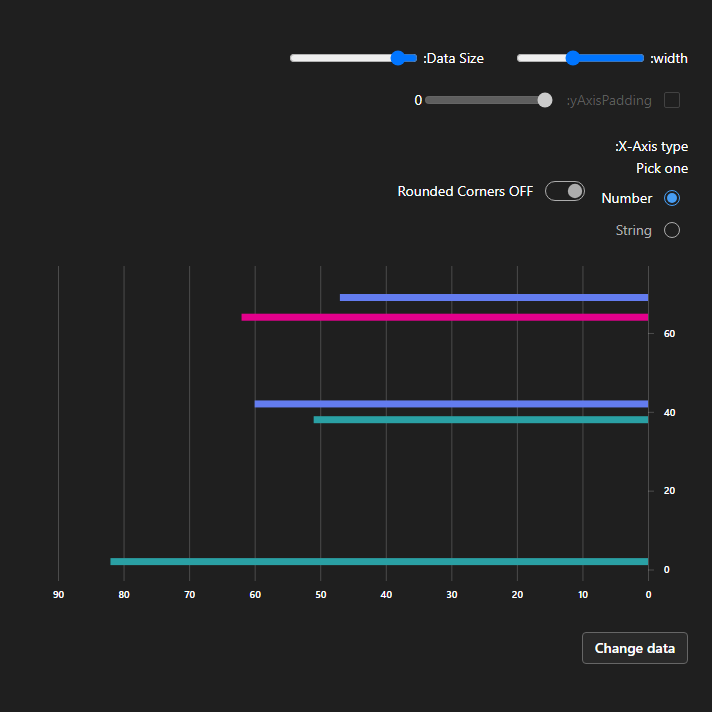 :width
:Data Size
:yAxisPadding
0
:X-Axis type
Pick one
Number
String
Rounded Corners OFF
60
40
20
0
90 80 70 60 50 40 30 20 10 0
Change data